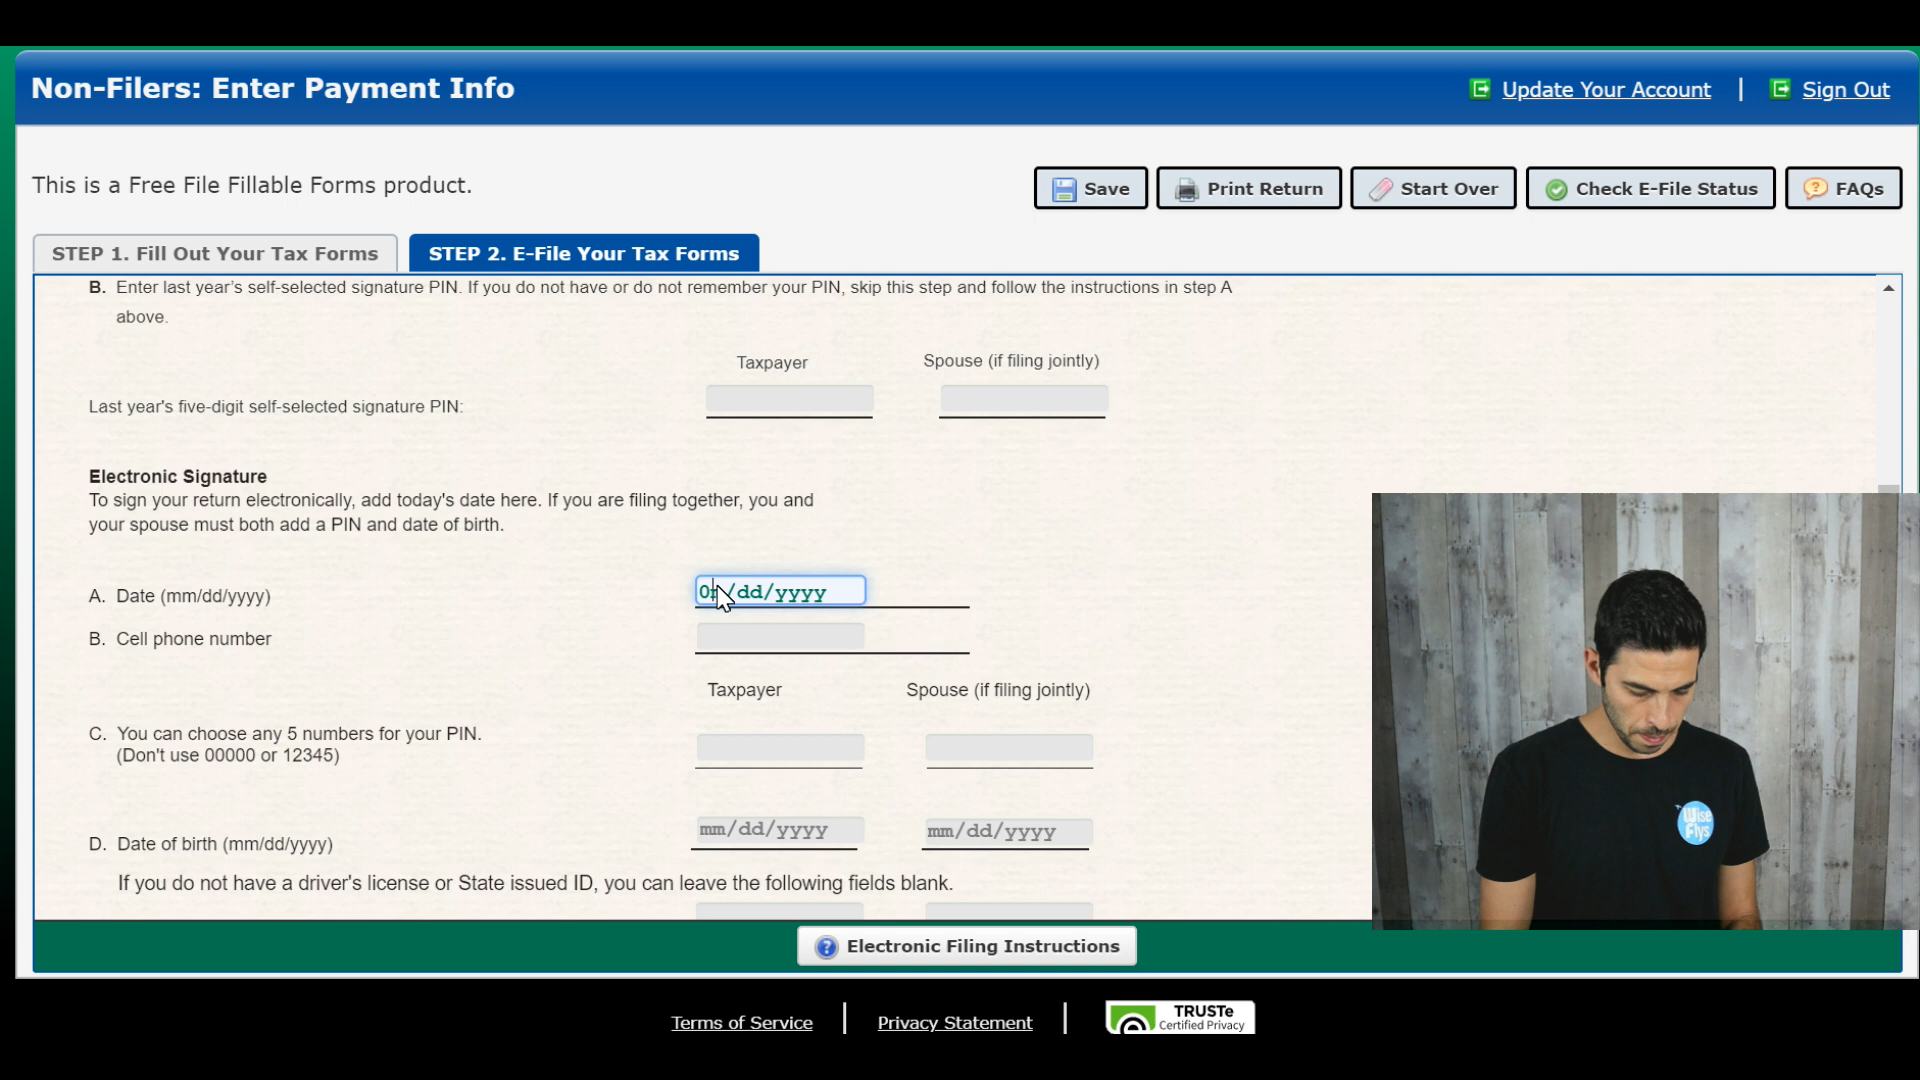 Non-Filers: Enter Payment Info
Update Your Account | Sign Out
This is a Free File Fillable Forms product.
Save
Print Return
Start Over
Check E-File Status
FAQs
STEP 1. Fill Out Your Tax Forms
STEP 2. E-File Your Tax Forms
B. Enter last year's self-selected signature PIN. If you do not have or do not remember your PIN, skip this step and follow the instructions in step A
above.
Taxpayer Spouse (if filing jointly)
Last year's five-digit self-selected signature PIN:
Electronic Signature
To sign your return electronically, add today's date here. If you are filing together, you and
your spouse must both add a PIN and date of birth.
A. Date (mm/dd/yyyy) 0m/dd/yyyy
B. Cell phone number
Taxpayer Spouse (if filing jointly)
C. You can choose any 5 numbers for your PIN.
(Don't use 00000 or 12345)
mm/dd/yyyy mm/dd/yyyy
D. Date of birth (mm/dd/yyyy)
If you do not have a driver's license or State issued ID, you can leave the following fields blank.
Wise
Flys
Electronic Filing Instructions
Terms of Service | Privacy Statement |
TRUSTe
Certified Privacy